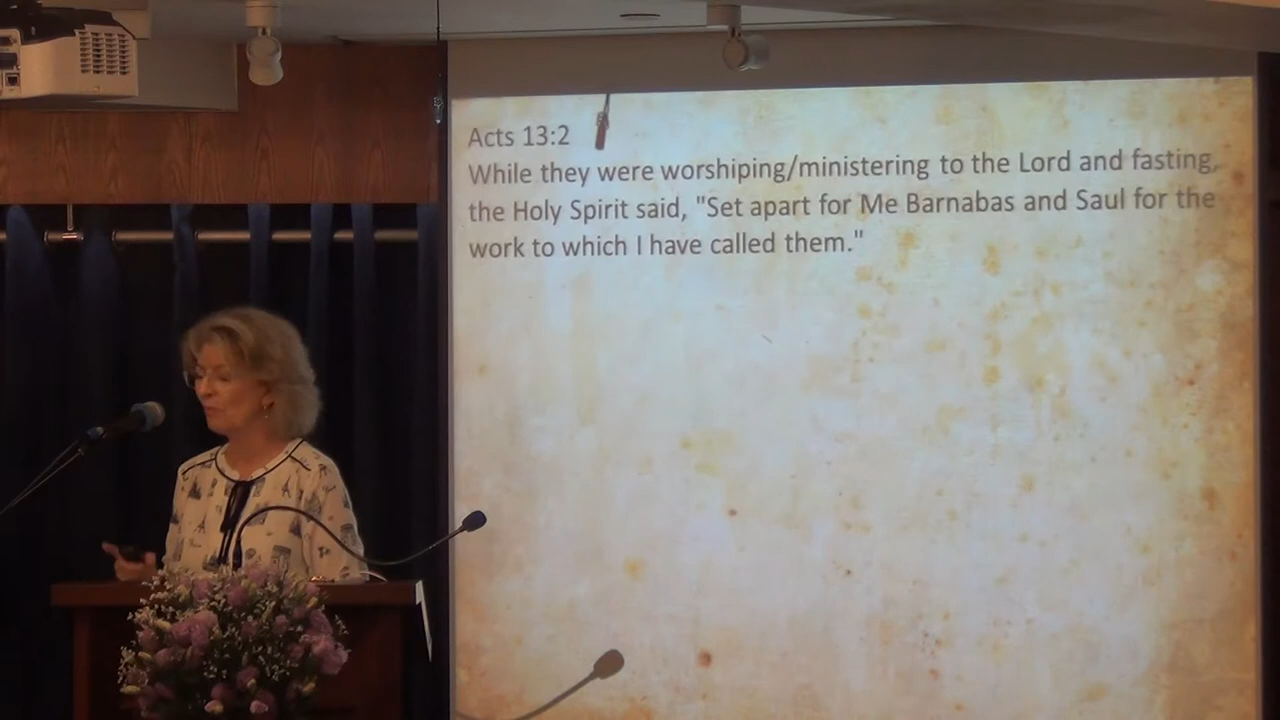 Acts 13:2
While they were worshiping/ministering to the Lord and fasting,
the Holy Spirit said, "Set apart for Me Barnabas and Saul for the
work to which I have called them."